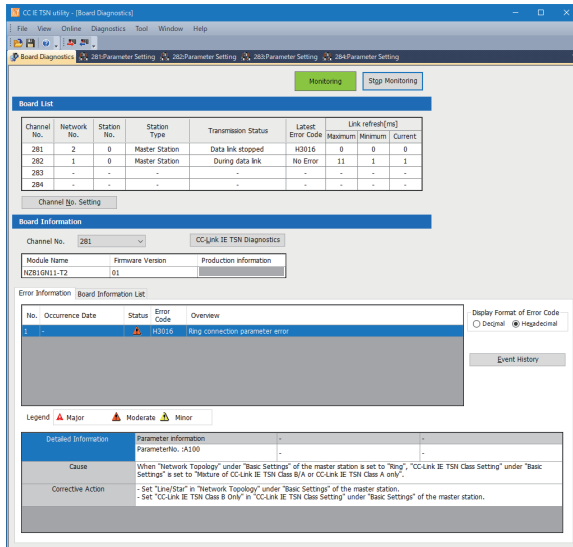 CC IE TSN utility - [Board Diagnostics]
File View Online Diagnostics Tool Window Help
Board Diagnostics 281:Parameter Setting 282:Parameter Setting 283:Parameter Setting 284:Parameter Setting
Monitoring Stop Monitoring
Board List
Channel No. Network No. Station No. Station Type Transmission Status Latest Error Code Link refresh[ms]
Maximum Minimum Current
281 2 0 Master Station Data link stopped H3016 0 0 0
282 1 0 Master Station During data link No Error 11 1 1
283 - - - - - - - -
284 - - - - - - - -
Channel No. Setting
Board Information
Channel No. 281 CC-Link IE TSN Diagnostics
Module Name Firmware Version Production information
NZ81GN11-T2 01
Error Information Board Information List
No. Occurrence Date Status Error Code Overview
1 - H3016 Ring connection parameter error
Display Format of Error Code
Decimal Hexadecimal
Event History
Legend Major Moderate Minor
Detailed Information Parameter information - -
ParameterNo. :A100 - -
Cause When "Network Topology" under "Basic Settings" of the master station is set to "Ring", "CC-Link IE TSN Class Setting" under "Basic
Settings" is set to "Mixture of CC-Link IE TSN Class B/A or CC-Link IE TSN Class A only".
Corrective Action - Set "Line/Star" in "Network Topology" under "Basic Settings" of the master station.
- Set "CC-Link IE TSN Class B Only" in "CC-Link IE TSN Class Setting" under "Basic Settings" of the master station.